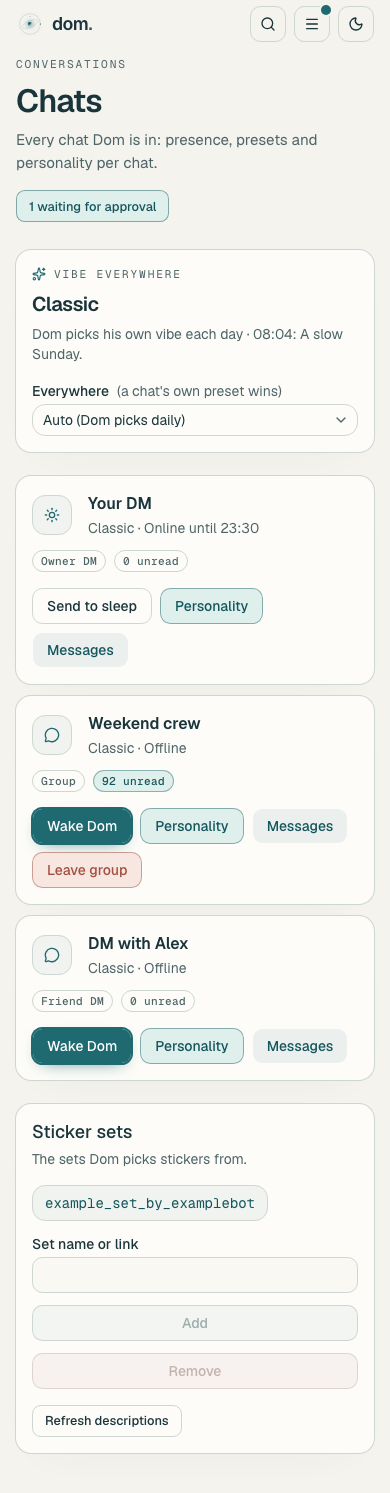 dom.
CONVERSATIONS
Chats
Every chat Dom is in: presence, presets and
personality per chat.
1 waiting for approval
VIBE EVERYWHERE
Classic
Dom picks his own vibe each day · 08:04: A slow
Sunday.
Everywhere (a chat's own preset wins)
Auto (Dom picks daily)
Your DM
Classic · Online until 23:30
Owner DM 0 unread
Send to sleep Personality
Messages
Weekend crew
Classic · Offline
Group 92 unread
Wake Dom Personality Messages
Leave group
DM with Alex
Classic · Offline
Friend DM 0 unread
Wake Dom Personality Messages
Sticker sets
The sets Dom picks stickers from.
example_set_by_examplebot
Set name or link
Add
Remove
Refresh descriptions